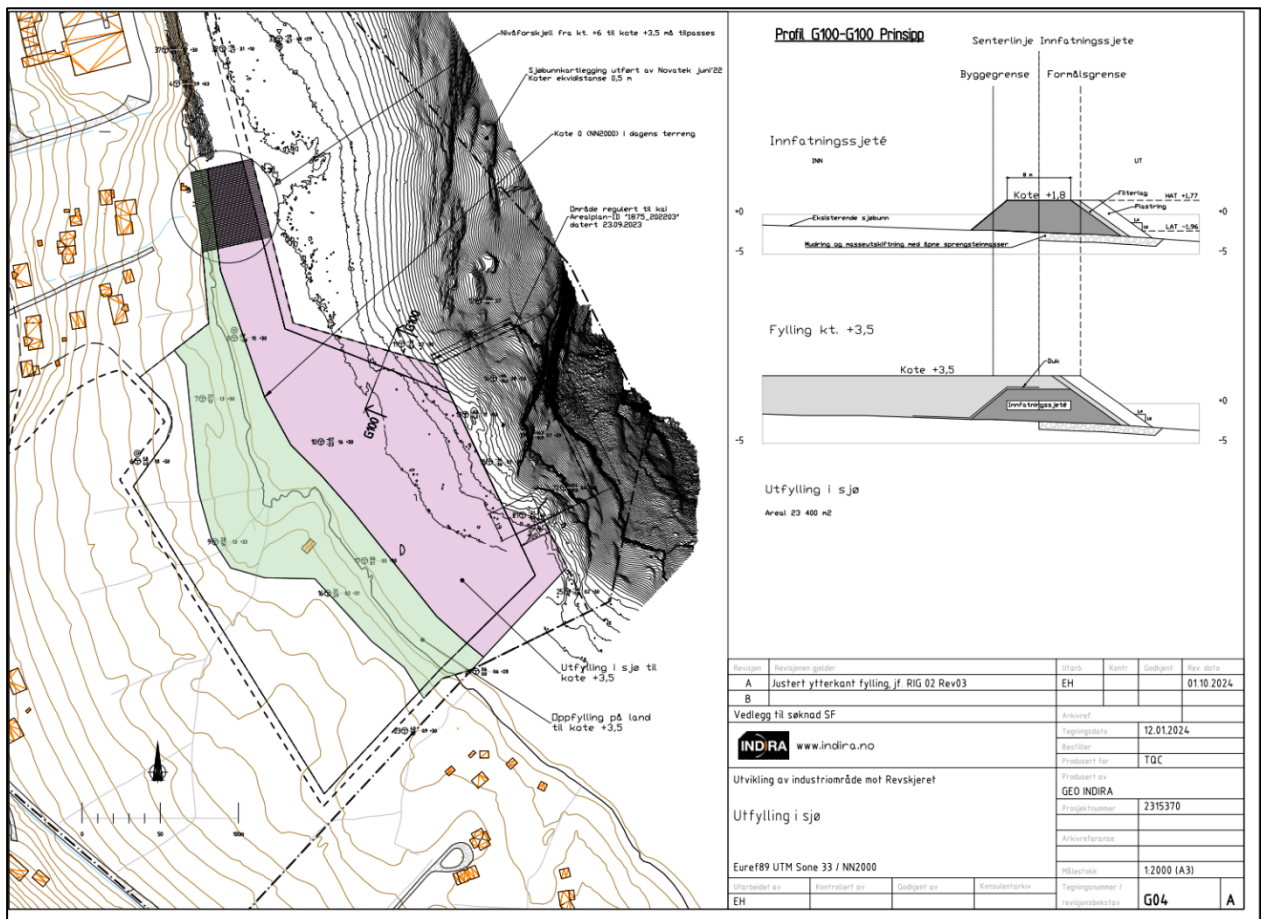 Nivåforskjell fra kt. +6 til kote +3,5 må tilpasses
Sjøbunnkartlegging utført av Novatek juni'22
Koter ekvidistanse 0,5 m
Kote 0 (NN2000) i dagens terreng
Område regulert til kai
Arealplan-ID "1875_202203"
datert 23.09.2023
G100
G100
Utfylling i sjø til
kote +3,5
Oppfylling på land
til kote +3,5
0 50 100m
Profil G100-G100 Prinsipp
Senterlinje Innfatningssjete
Byggegrense Formålsgrense
Innfatningssjeté
INN UT
8 m
Kote +1,8
Filterlag
Plastring
HAT +1,77
LAT -1,96
+0 +0
Eksisterende sjøbunn
Mudring og masseutskiftning med åpne sprengsteinmasser
-5 -5
Fylling kt. +3,5
Duk
Kote +3,5
+0
Innfatningssjeté
-5 -5
Utfylling i sjø
Areal 23 400 m2
Revisjon Revisjonen gjelder Utarb Kontr Godkjent Rev. dato
A Justert ytterkant fylling, jf. RIG 02 Rev03 EH 01.10.2024
B
Vedlegg til søknad SF
Arkivref.
Tegningsdato 12.01.2024
Bestiller
Produsert for TQC
INDIRA www.indira.no
Utvikling av industriområde mot Revskjeret
Produsert av
GEO INDIRA
Utfylling i sjø
Prosjektnummer 2315370
Arkivreferanse
Euref89 UTM Sone 33 / NN2000
Målestokk 1:2000 (A3)
Utarbeidet av Kontrollert av Godkjent av Konsulentarkiv
EH
Tegningsnummer /
revisjonsbokstav G04 A